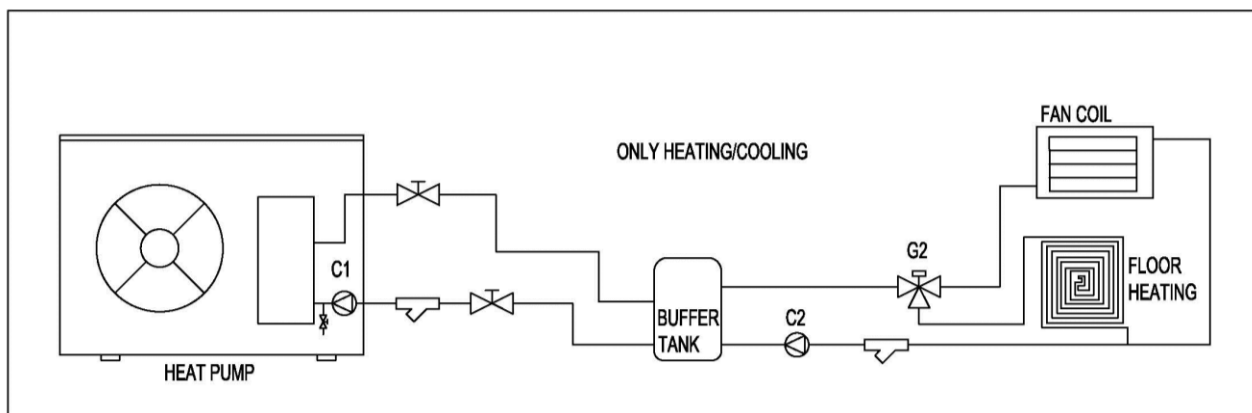 FAN COIL
ONLY HEATING/COOLING
G2
C1
FLOOR
HEATING
BUFFER
TANK
C2
HEAT PUMP